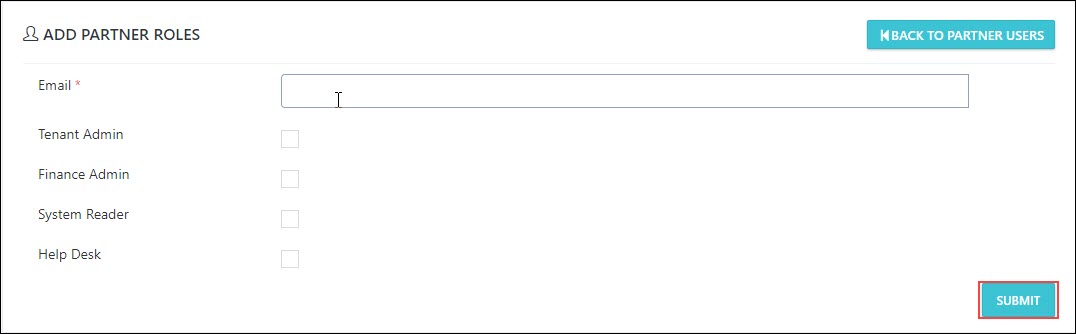 ADD PARTNER ROLES
BACK TO PARTNER USERS
Email *
Tenant Admin
Finance Admin
System Reader
Help Desk
SUBMIT